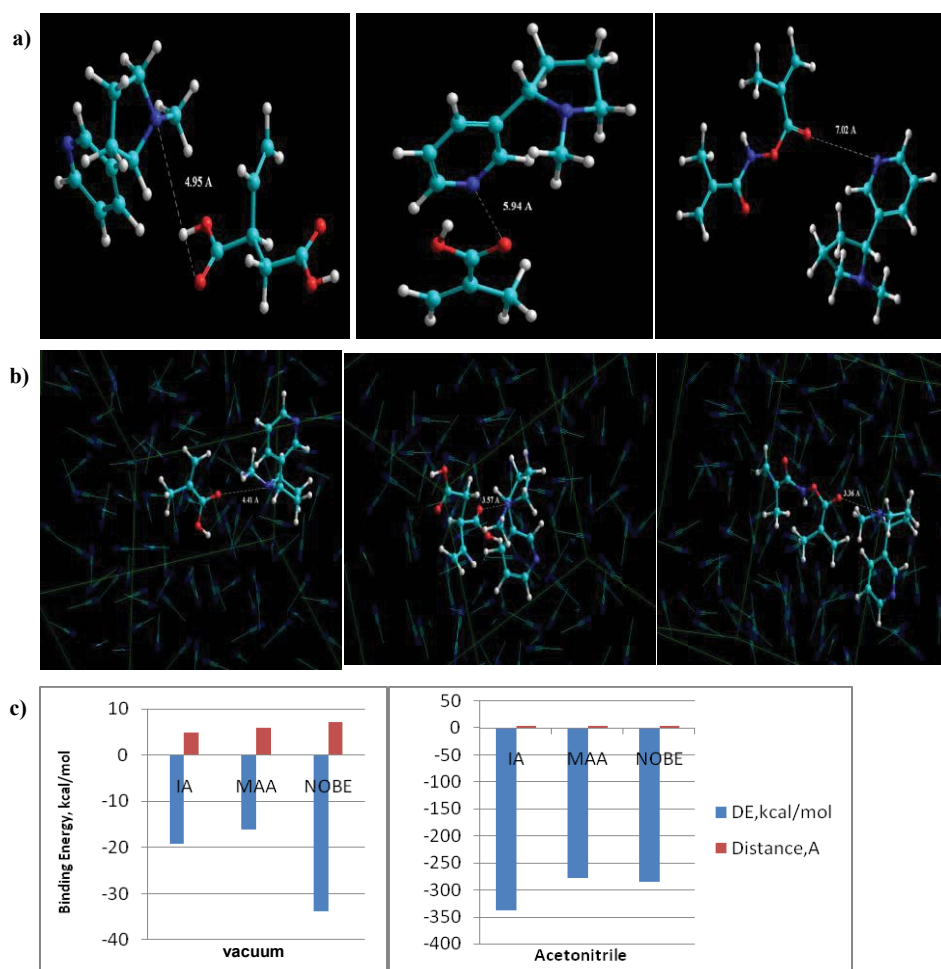 a)
4.95 A
5.94 A
7.02 A
b)
4.41 A
3.57 A
3.36 A
c)
Binding Energy, kcal/mol
10
0
-10
-20
-30
-40
IA MAA NOBE
vacuum
50
0
-50
-100
-150
-200
-250
-300
-350
-400
IA MAA NOBE
Acetonitrile
DE,kcal/mol
Distance,A